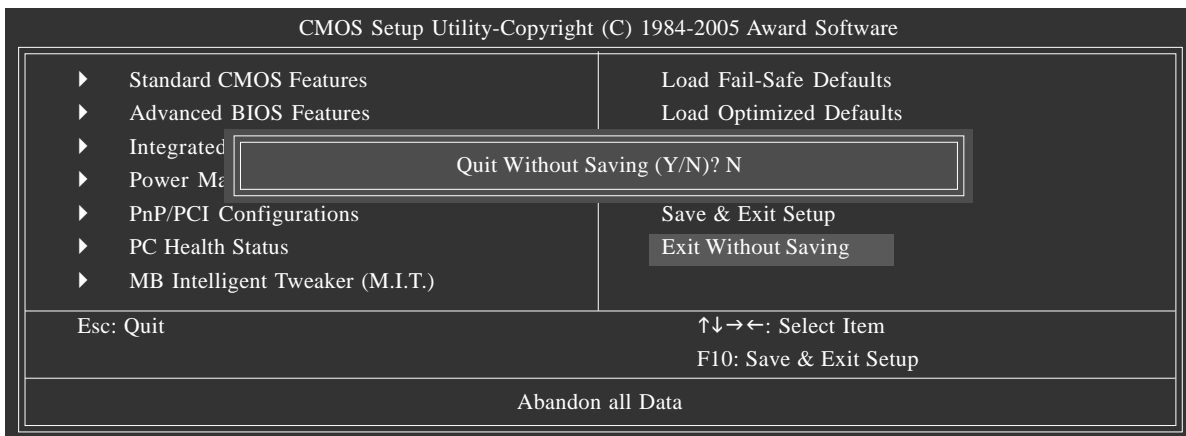 CMOS Setup Utility-Copyright (C) 1984-2005 Award Software
Standard CMOS Features
Advanced BIOS Features
Integrated
Power Ma
PnP/PCI Configurations
PC Health Status
MB Intelligent Tweaker (M.I.T.)
Load Fail-Safe Defaults
Load Optimized Defaults
Quit Without Saving (Y/N)? N
Save & Exit Setup
Exit Without Saving
Esc: Quit
↑↓→←: Select Item
F10: Save & Exit Setup
Abandon all Data